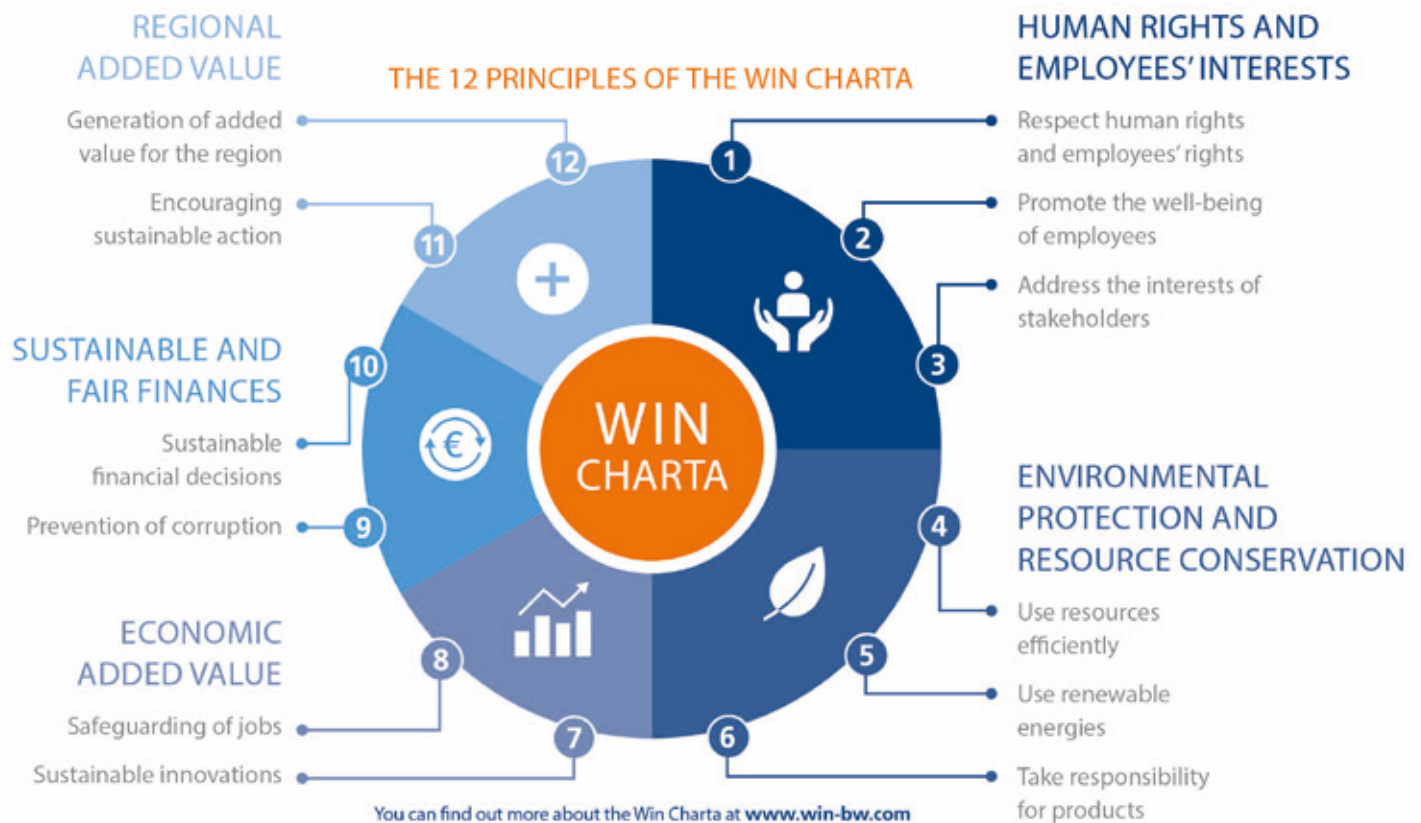 THE 12 PRINCIPLES OF THE WIN CHARTA
WIN
CHARTA
HUMAN RIGHTS AND
EMPLOYEES' INTERESTS
1
Respect human rights
and employees' rights
2
Promote the well-being
of employees
3
Address the interests of
stakeholders
ENVIRONMENTAL
PROTECTION AND
RESOURCE CONSERVATION
4
Use resources
efficiently
5
Use renewable
energies
6
Take responsibility
for products
ECONOMIC
ADDED VALUE
8
Safeguarding of jobs
7
Sustainable innovations
SUSTAINABLE AND
FAIR FINANCES
10
Sustainable
financial decisions
9
Prevention of corruption
€
REGIONAL
ADDED VALUE
12
Generation of added
value for the region
11
Encouraging
sustainable action
You can find out more about the Win Charta at www.win-bw.com